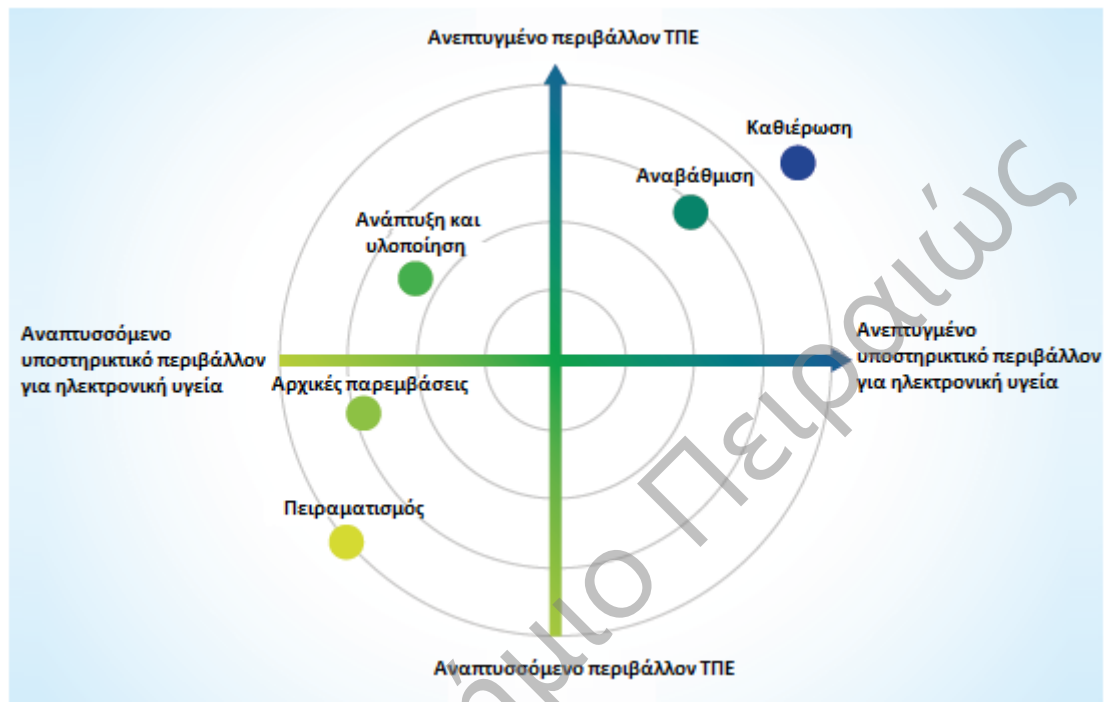 Ανεπτυγμένο περιβάλλον ΤΠΕ
Καθιέρωση
Αναβάθμιση
Ανάπτυξη και
υλοποίηση
Αναπτυσσόμενο
υποστηρικτικό περιβάλλον
για ηλεκτρονική υγεία
Ανεπτυγμένο
υποστηρικτικό περιβάλλον
για ηλεκτρονική υγεία
Αρχικές παρεμβάσεις
Πειραματισμός
Αναπτυσσόμενο περιβάλλον ΤΠΕ
Πειραιώς